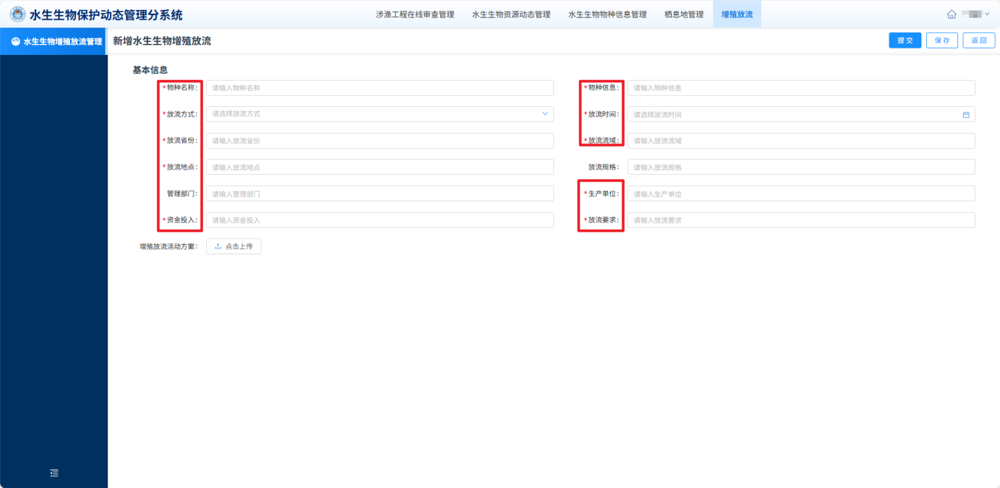 水生生物保护动态管理分系统 涉渔工程在线审查管理 水生生物资源动态管理 水生生物物种信息管理 栖息地管理 增殖放流
水生生物增殖放流管理 新增水生生物增殖放流 提交 保存 返回
基本信息
*物种名称: 请输入物种名称 *物种信息: 请输入物种信息
*放流方式: 请选择放流方式 *放流时间: 请选择放流时间
*放流省份: 请输入放流省份 *放流流域: 请输入放流流域
*放流地点: 请输入放流地点 放流规格: 请输入放流规格
管理部门: 请输入管理部门 *生产单位: 请输入生产单位
*资金投入: 请输入资金投入 *放流要求: 请输入放流要求
增殖放流活动方案: 点击上传